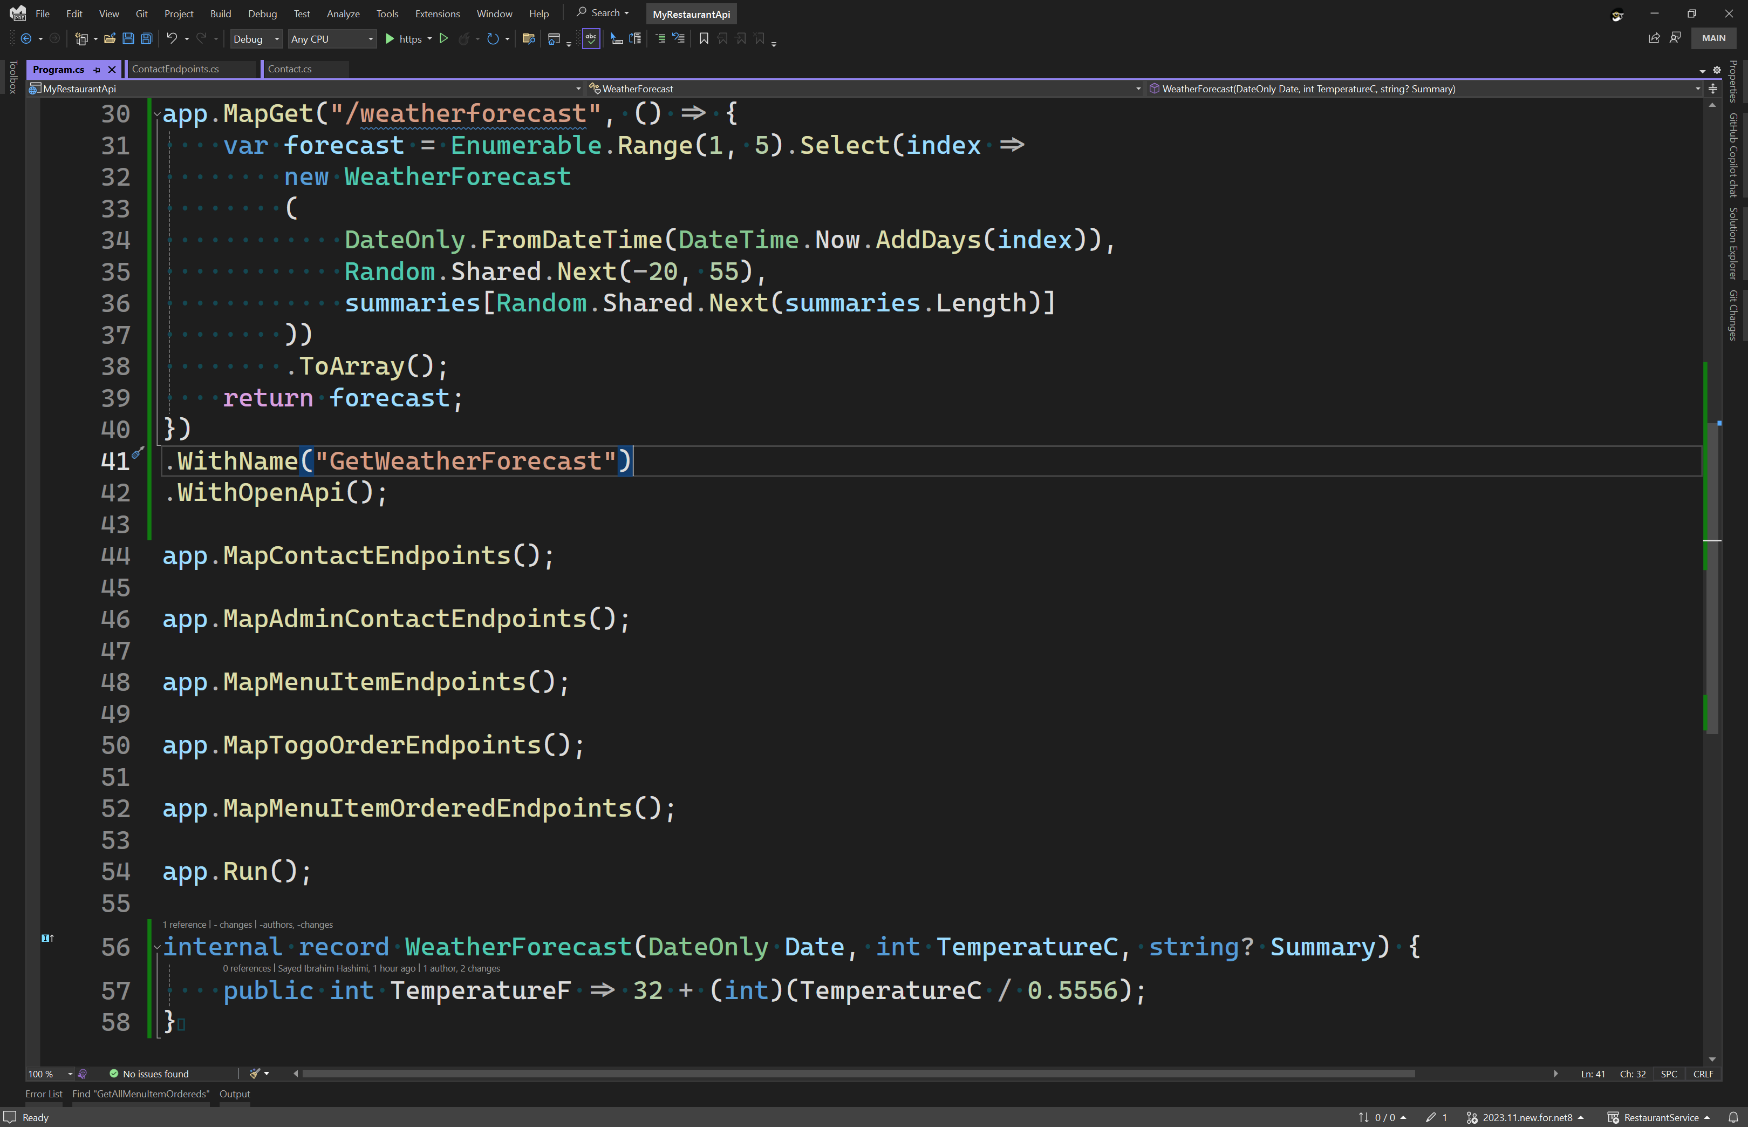 File Edit View Git Project Build Debug Test Analyze Tools Extensions Window Help Search MyRestaurantApi
Debug Any CPU https MAIN
Program.cs ContactEndpoints.cs Contact.cs
MyRestaurantApi WeatherForecast WeatherForecast(DateOnly Date, int TemperatureC, string? Summary)
Toolbox
30 app.MapGet("/weatherforecast", () => {
31 var forecast = Enumerable.Range(1, 5).Select(index =>
32 new WeatherForecast
33 (
34 DateOnly.FromDateTime(DateTime.Now.AddDays(index)),
35 Random.Shared.Next(-20, 55),
36 summaries[Random.Shared.Next(summaries.Length)]
37 ))
38 .ToArray();
39 return forecast;
40 })
41 .WithName("GetWeatherForecast")
42 .WithOpenApi();
43
44 app.MapContactEndpoints();
45
46 app.MapAdminContactEndpoints();
47
48 app.MapMenuItemEndpoints();
49
50 app.MapTogoOrderEndpoints();
51
52 app.MapMenuItemOrderedEndpoints();
53
54 app.Run();
55
1 reference | - changes | -authors, -changes
56 internal record WeatherForecast(DateOnly Date, int TemperatureC, string? Summary) {
0 references | Sayed Ibrahim Hashimi, 1 hour ago | 1 author, 2 changes
57 public int TemperatureF => 32 + (int)(TemperatureC / 0.5556);
58 }
Properties
GitHub Copilot chat
Solution Explorer
Git Changes
100 % No issues found Ln: 41 Ch: 32 SPC CRLF
Error List Find "GetAllMenuItemOrdereds" Output
Ready 0 / 0 1 2023.11.new.for.net8 RestaurantService